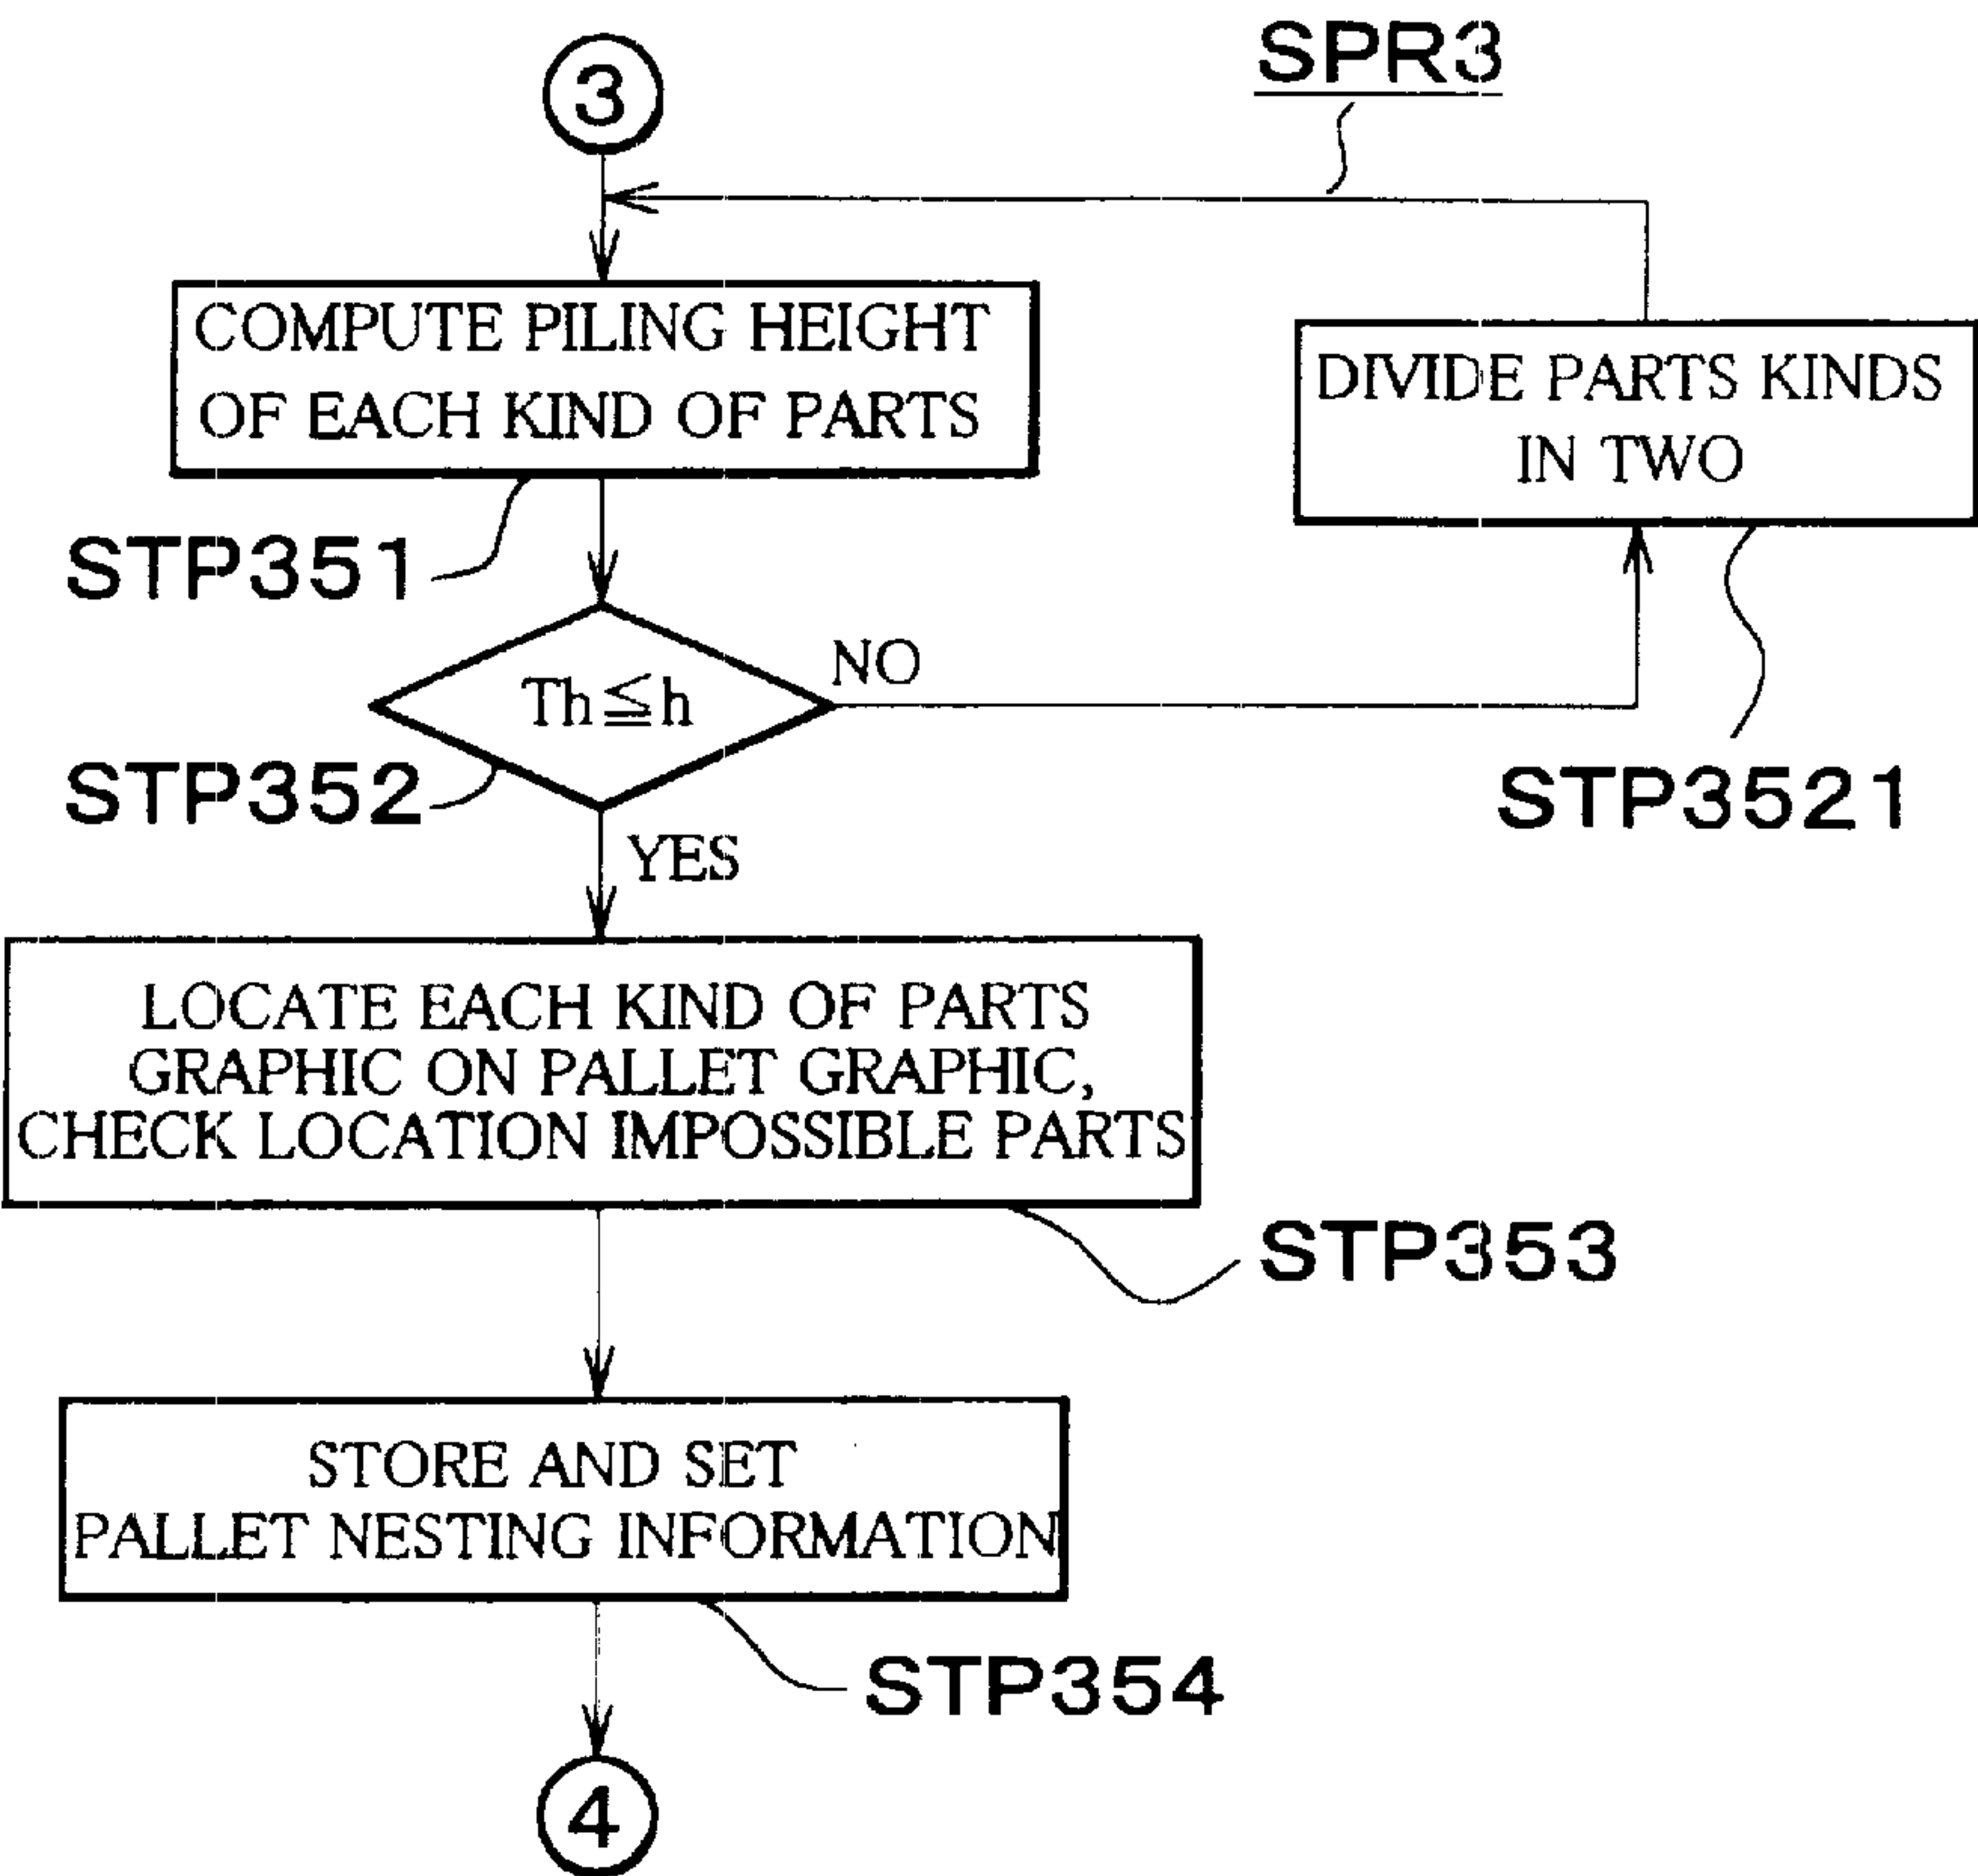 3
SPR3
COMPUTE PILING HEIGHT
OF EACH KIND OF PARTS
DIVIDE PARTS KINDS
IN TWO
STP351
Th≦h
NO
STP352
STP3521
YES
LOCATE EACH KIND OF PARTS
GRAPHIC ON PALLET GRAPHIC,
CHECK LOCATION IMPOSSIBLE PARTS
STP353
STORE AND SET
PALLET NESTING INFORMATION
STP354
4